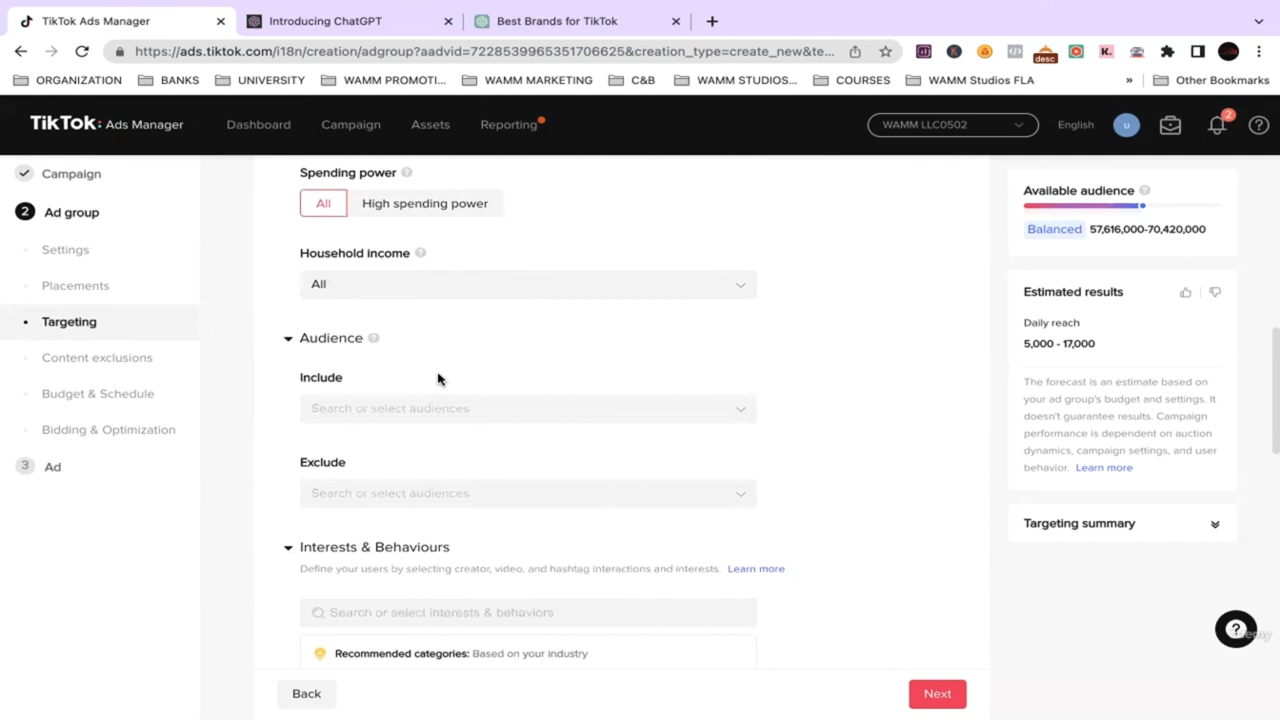 TikTok Ads Manager
Introducing ChatGPT
Best Brands for TikTok
https://ads.tiktok.com/i18n/creation/adgroup?aadvid=7228539965351706625&creation_type=create_new&te...
desc
K.
ORGANIZATION
BANKS
UNIVERSITY
WAMM PROMOTI...
WAMM MARKETING
C&B
WAMM STUDIOS...
COURSES
WAMM Studios FLA
»
Other Bookmarks
TikTok: Ads Manager
Dashboard
Campaign
Assets
Reporting
WAMM LLC0502
English
u
2
Campaign
2 Ad group
Settings
Placements
Targeting
Content exclusions
Budget & Schedule
Bidding & Optimization
3 Ad
Spending power
All
High spending power
Household income
All
Audience
Include
Search or select audiences
Exclude
Search or select audiences
Interests & Behaviours
Define your users by selecting creator, video, and hashtag interactions and interests. Learn more
Search or select interests & behaviors
Recommended categories: Based on your industry
Back
Next
Available audience
Balanced 57,616,000-70,420,000
Estimated results
Daily reach
5,000 - 17,000
The forecast is an estimate based on
your ad group's budget and settings. It
doesn't guarantee results. Campaign
performance is dependent on auction
dynamics, campaign settings, and user
behavior. Learn more
Targeting summary